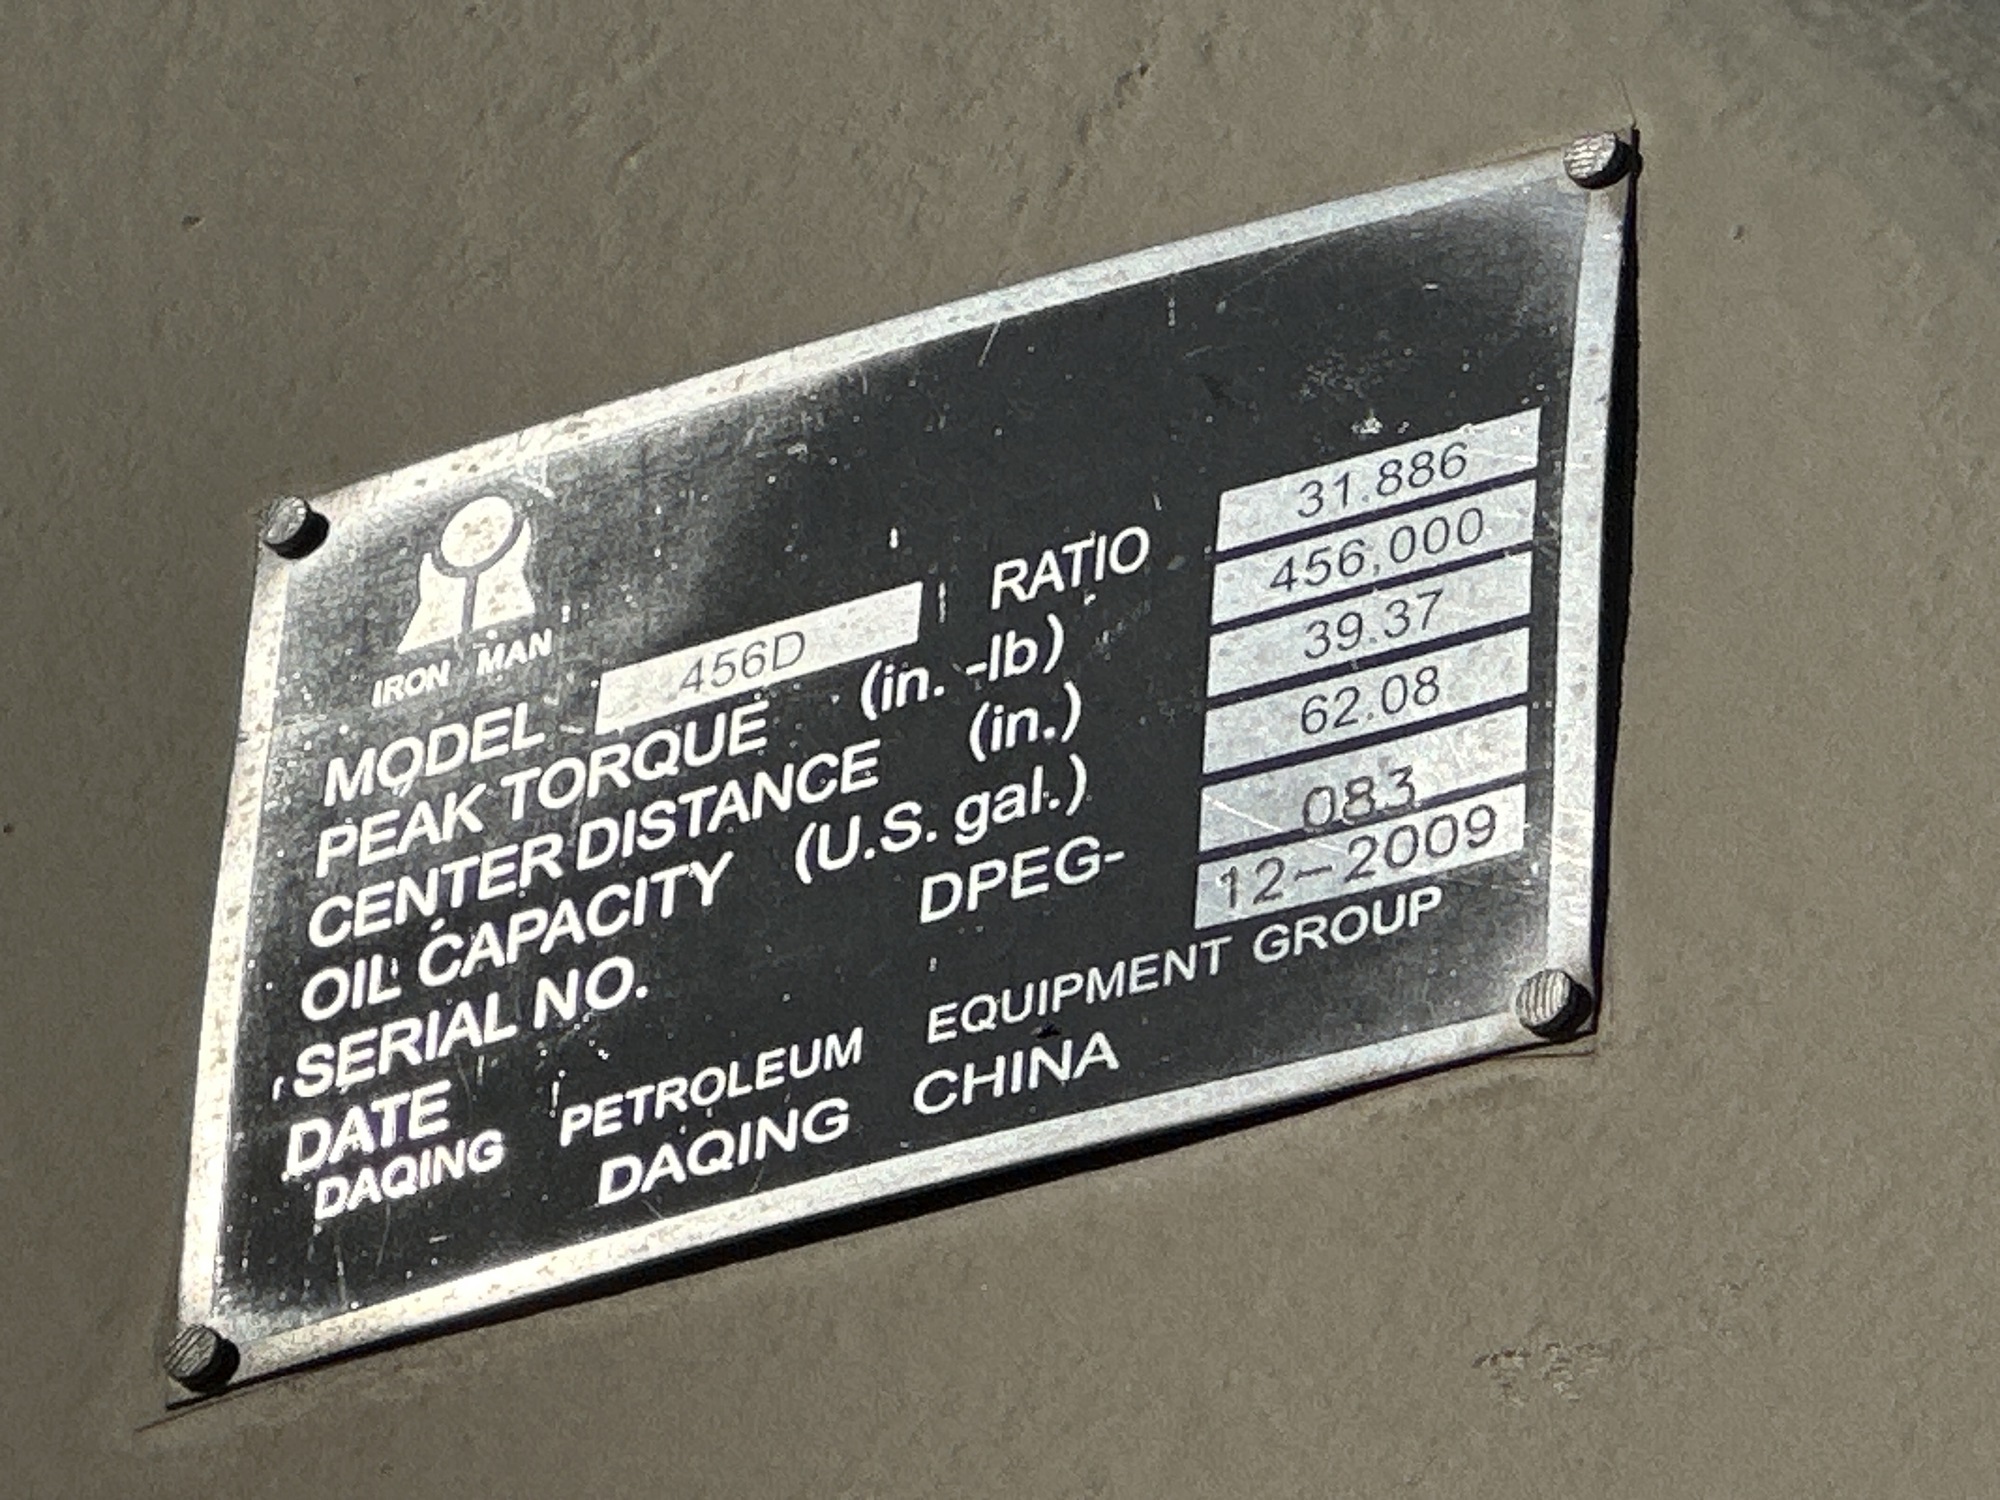 IRON MAN
MODEL 456D RATIO 31.886
PEAK TORQUE (in. -lb) 456,000
CENTER DISTANCE (in.) 39.37
OIL CAPACITY (U.S. gal.) 62.08
SERIAL NO. DPEG- 083
DATE 12-2009
DAQING PETROLEUM EQUIPMENT GROUP
DAQING CHINA